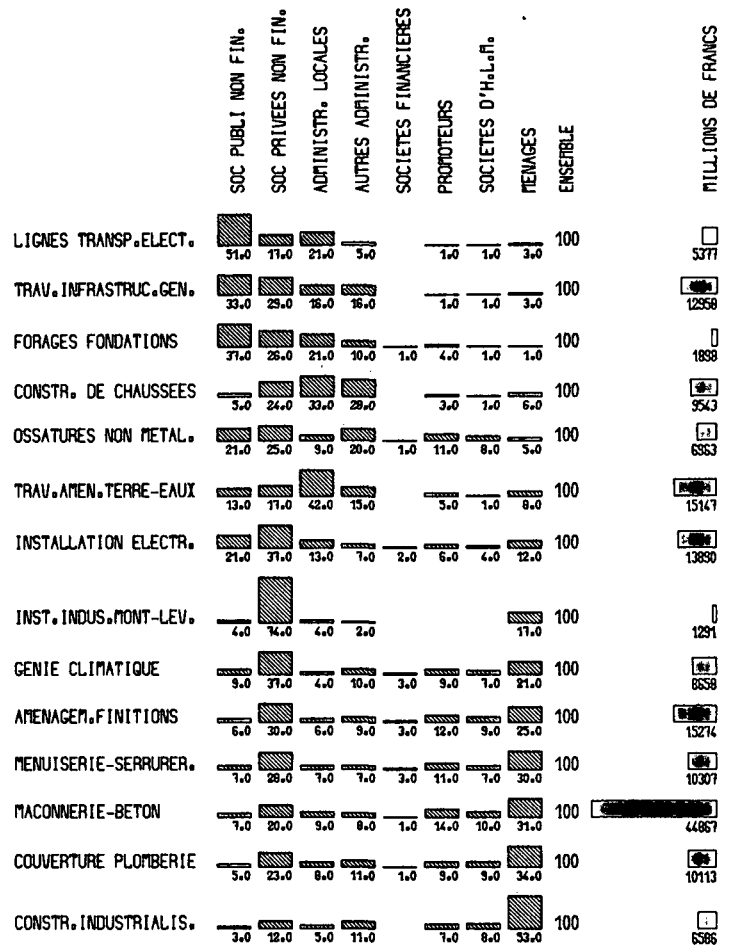 SOC PUBLI NON FIN.
SOC PRIVEES NON FIN.
ADMINISTR. LOCALES
AUTRES ADMINISTR.
SOCIETES FINANCIERES
PROMOTEURS
SOCIETES D'H.L.M.
MENAGES
ENSEMBLE
MILLIONS DE FRANCS
LIGNES TRANSP.ELECT. 51.0 17.0 21.0 5.0 1.0 1.0 3.0 100 5377
TRAV.INFRASTRUC.GEN. 33.0 29.0 16.0 16.0 1.0 1.0 3.0 100 12958
FORAGES FONDATIONS 37.0 26.0 21.0 10.0 1.0 4.0 1.0 1.0 100 1898
CONSTR. DE CHAUSSEES 5.0 24.0 33.0 28.0 3.0 1.0 6.0 100 9543
OSSATURES NON METAL. 21.0 25.0 9.0 20.0 1.0 11.0 8.0 5.0 100 6963
TRAV.AMEN.TERRE-EAUX 13.0 17.0 42.0 15.0 5.0 1.0 8.0 100 15147
INSTALLATION ELECTR. 21.0 37.0 13.0 7.0 2.0 6.0 4.0 12.0 100 13890
INST.INDUS.MONT-LEV. 4.0 74.0 4.0 2.0 17.0 100 1291
GENIE CLIMATIQUE 9.0 37.0 4.0 10.0 3.0 9.0 7.0 21.0 100 8658
AMENAGEM.FINITIONS 6.0 30.0 6.0 9.0 3.0 12.0 9.0 25.0 100 15274
MENUISERIE-SERRURER. 7.0 28.0 7.0 7.0 3.0 11.0 7.0 30.0 100 10307
MACONNERIE-BETON 7.0 20.0 9.0 8.0 1.0 14.0 10.0 31.0 100 44867
COUVERTURE PLOMBERIE 5.0 23.0 8.0 11.0 1.0 9.0 9.0 34.0 100 10113
CONSTR.INDUSTRIALIS. 3.0 12.0 5.0 11.0 7.0 8.0 53.0 100 6586